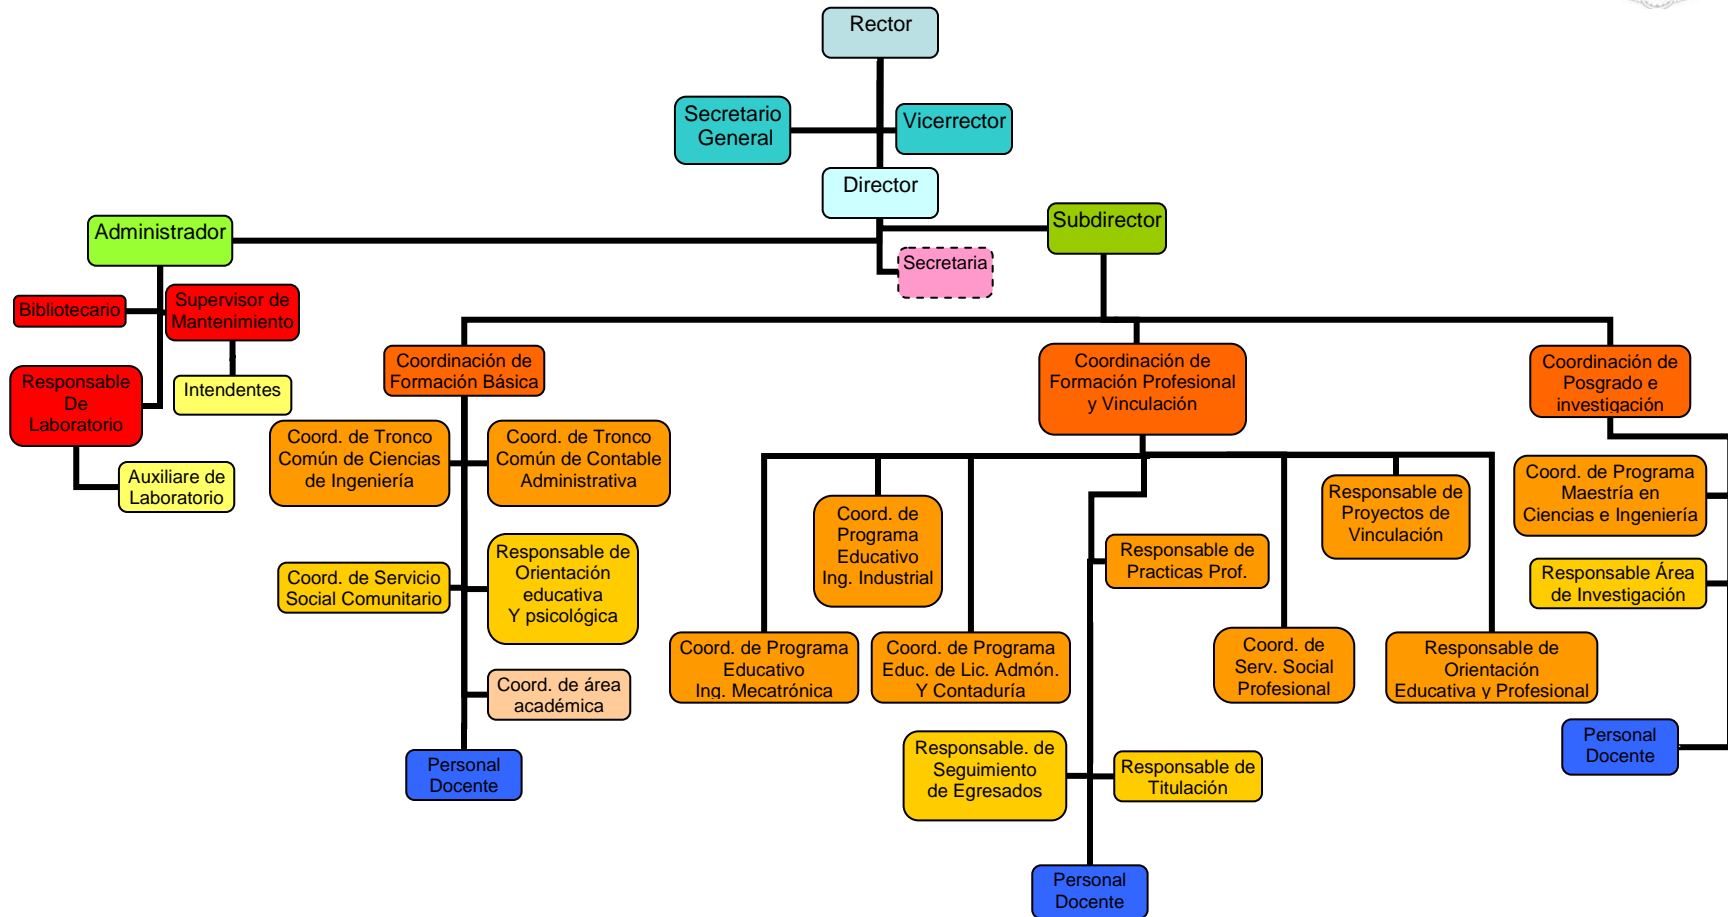 Rector
Secretario
General
Vicerrector
Director
Administrador
Subdirector
Secretaria
Bibliotecario
Supervisor de
Mantenimiento
Responsable
De
Laboratorio
Intendentes
Auxiliare de
Laboratorio
Coordinación de
Formación Básica
Coordinación de
Formación Profesional
y Vinculación
Coordinación de
Posgrado e
investigación
Coord. de Tronco
Común de Ciencias
de Ingeniería
Coord. de Tronco
Común de Contable
Administrativa
Coord. de Servicio
Social Comunitario
Responsable de
Orientación
educativa
Y psicológica
Coord. de área
académica
Personal
Docente
Coord. de
Programa
Educativo
Ing. Industrial
Responsable de
Practicas Prof.
Responsable de
Proyectos de
Vinculación
Coord. de Programa
Educativo
Ing. Mecatrónica
Coord. de Programa
Educ. de Lic. Admón.
Y Contaduría
Coord. de
Serv. Social
Profesional
Responsable de
Orientación
Educativa y Profesional
Responsable. de
Seguimiento
de Egresados
Responsable de
Titulación
Personal
Docente
Coord. de Programa
Maestría en
Ciencias e Ingeniería
Responsable Área
de Investigación
Personal
Docente